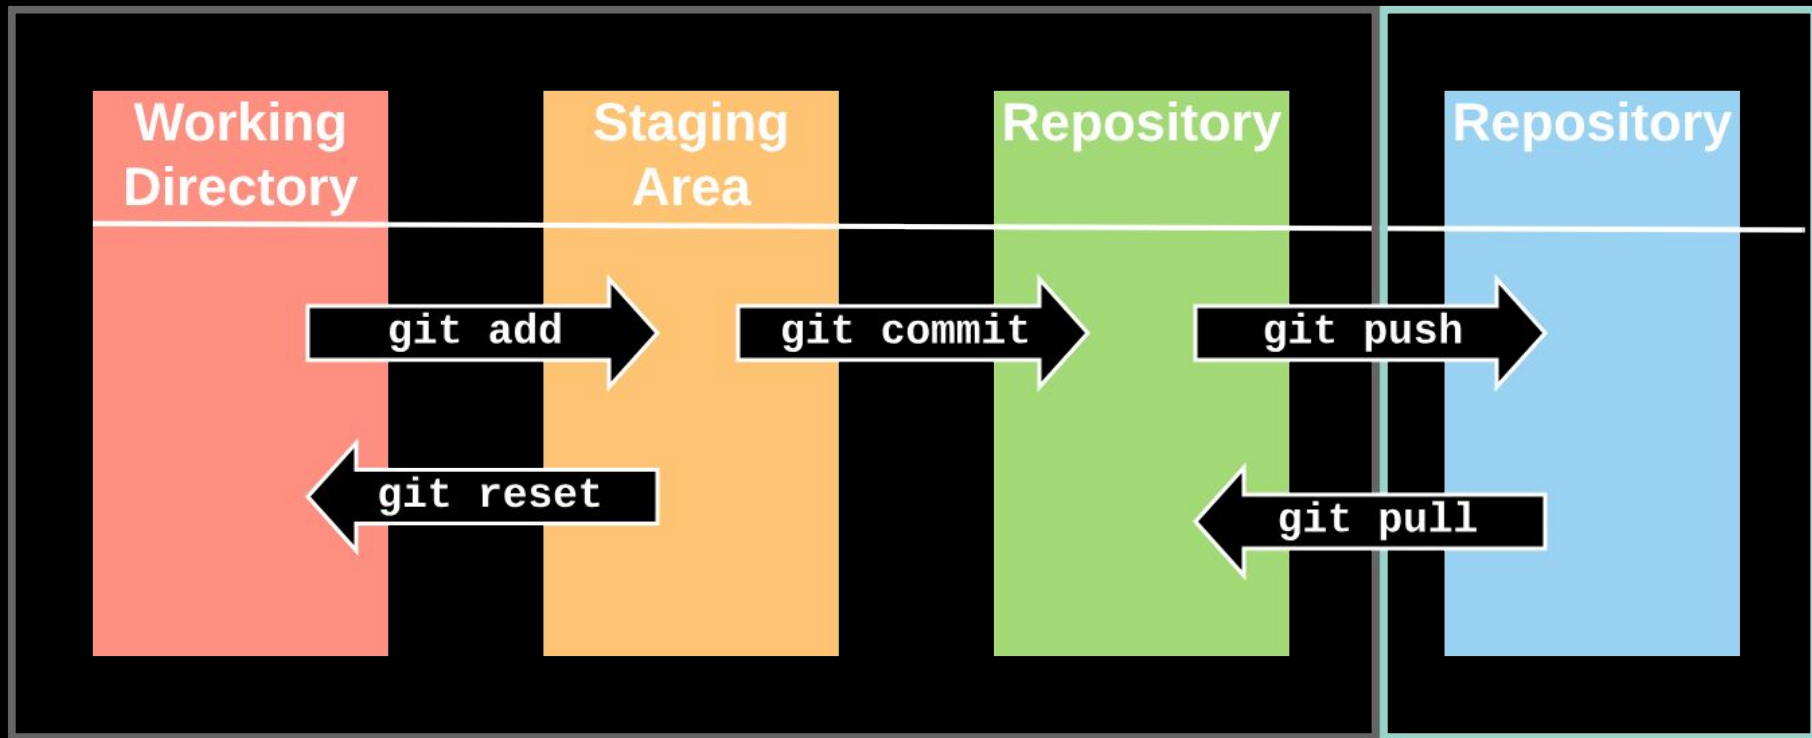 Working
Directory
Staging
Area
Repository
Repository
git add
git commit
git push
git reset
git pull